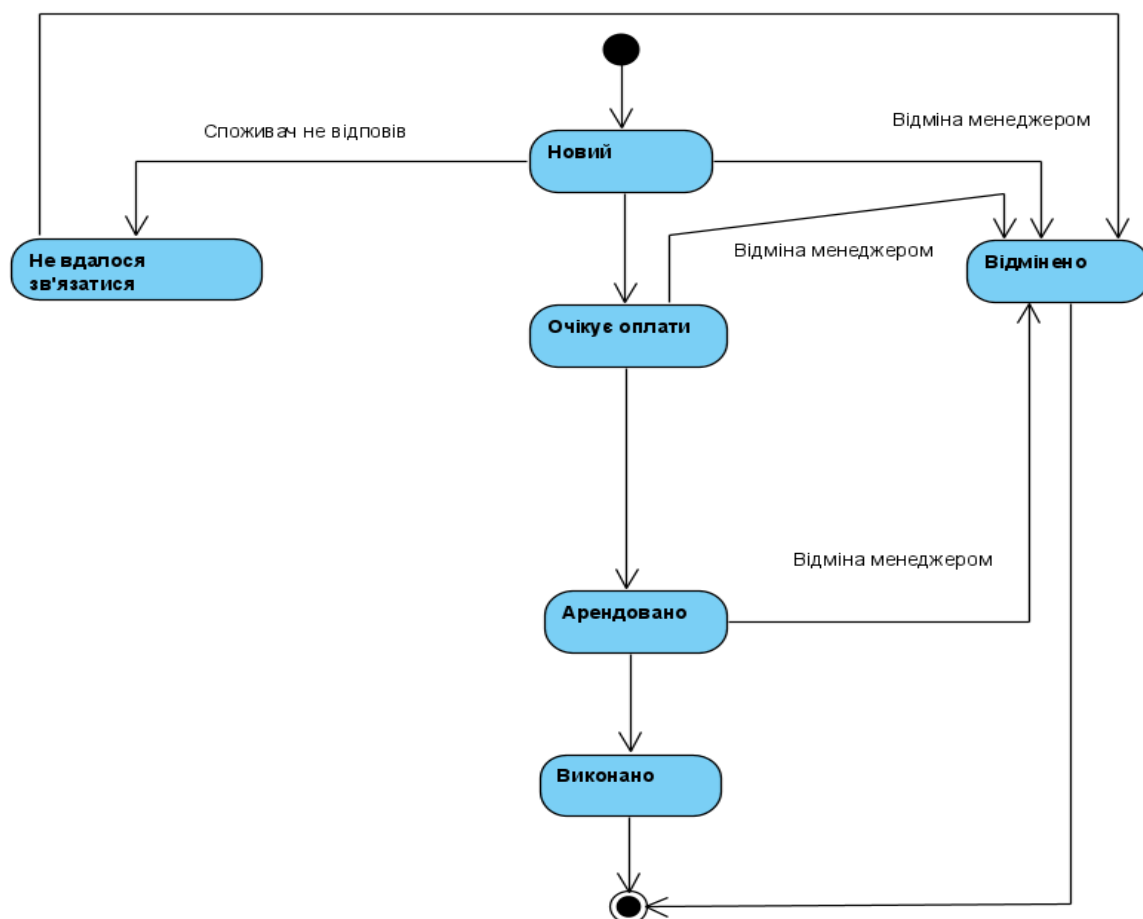 Відміна менеджером
Споживач не відповів
Новий
Відміна менеджером
Не вдалося
зв'язатися
Відмінено
Очікує оплати
Відміна менеджером
Арендовано
Виконано